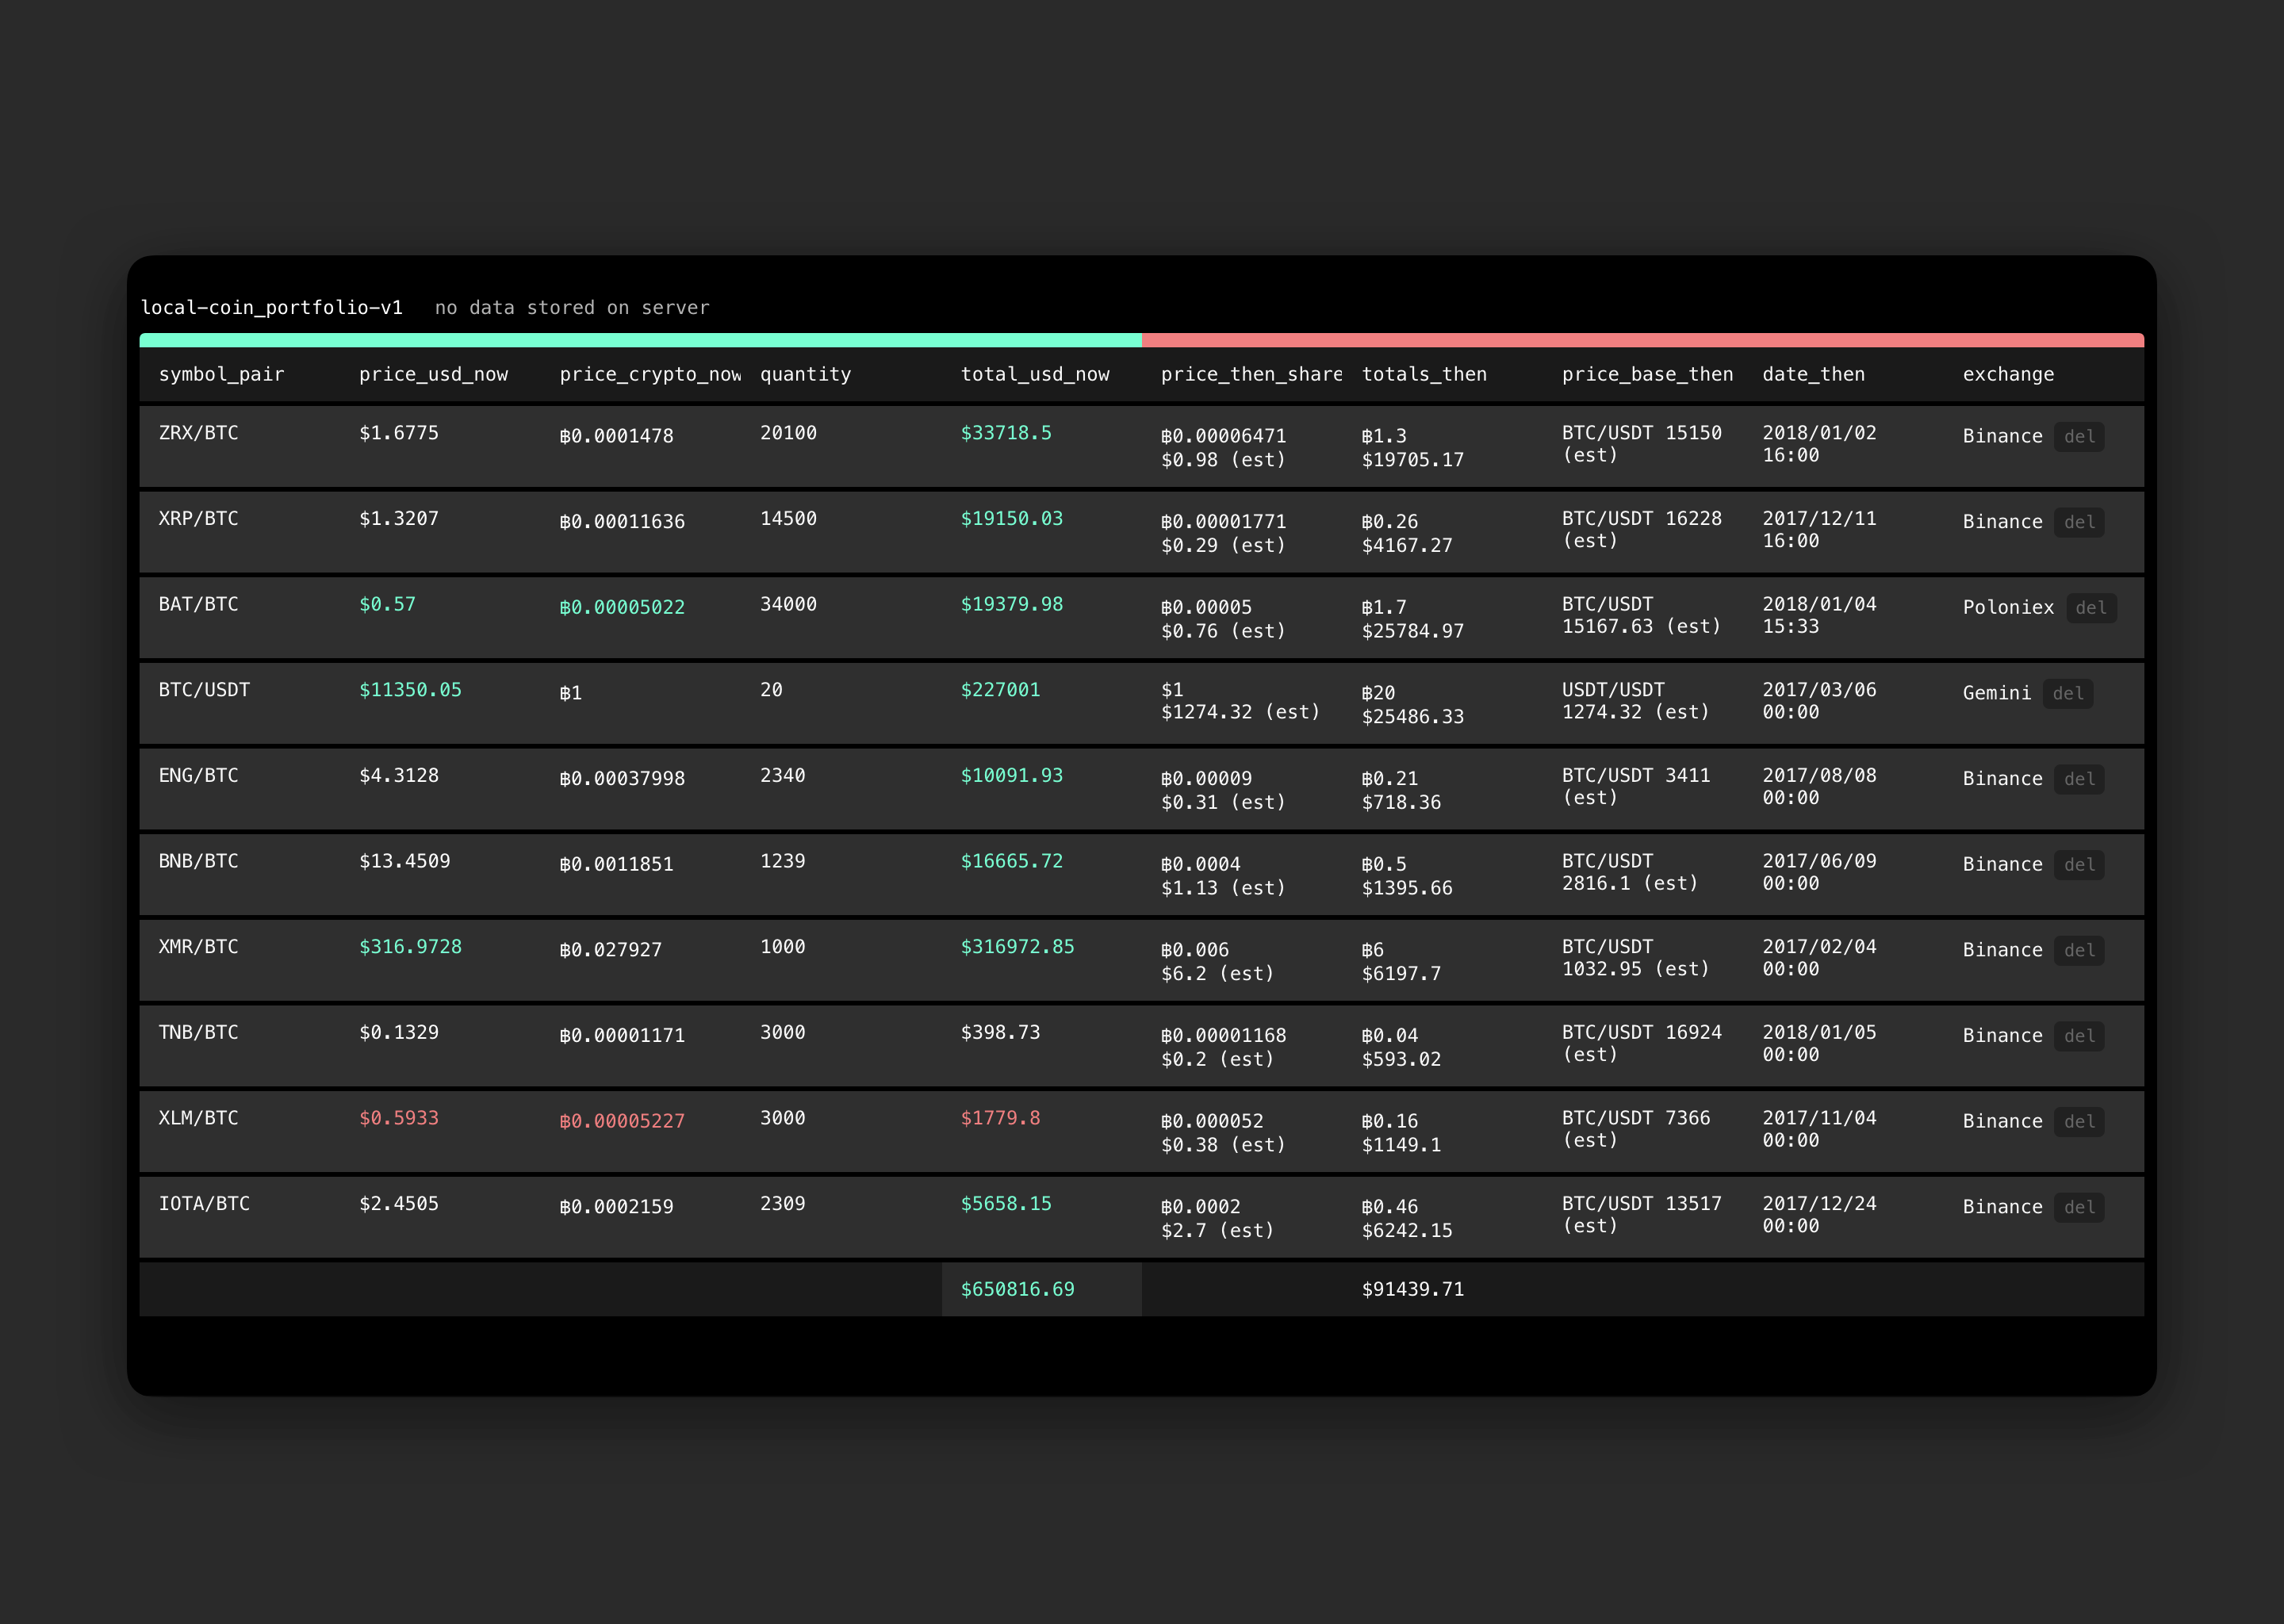 local-coin_portfolio-v1 no data stored on server
symbol_pair price_usd_now price_crypto_now quantity total_usd_now price_then_share totals_then price_base_then date_then exchange
ZRX/BTC $1.6775 ฿0.0001478 20100 $33718.5 ฿0.00006471 ฿1.3 BTC/USDT 15150 2018/01/02 Binance del
$0.98 (est) $19705.17 (est) 16:00
XRP/BTC $1.3207 ฿0.00011636 14500 $19150.03 ฿0.00001771 ฿0.26 BTC/USDT 16228 2017/12/11 Binance del
$0.29 (est) $4167.27 (est) 16:00
BAT/BTC $0.57 ฿0.00005022 34000 $19379.98 ฿0.00005 ฿1.7 BTC/USDT 2018/01/04 Poloniex del
$0.76 (est) $25784.97 15167.63 (est) 15:33
BTC/USDT $11350.05 ฿1 20 $227001 $1 ฿20 USDT/USDT 2017/03/06 Gemini del
$1274.32 (est) $25486.33 1274.32 (est) 00:00
ENG/BTC $4.3128 ฿0.00037998 2340 $10091.93 ฿0.00009 ฿0.21 BTC/USDT 3411 2017/08/08 Binance del
$0.31 (est) $718.36 (est) 00:00
BNB/BTC $13.4509 ฿0.0011851 1239 $16665.72 ฿0.0004 ฿0.5 BTC/USDT 2017/06/09 Binance del
$1.13 (est) $1395.66 2816.1 (est) 00:00
XMR/BTC $316.9728 ฿0.027927 1000 $316972.85 ฿0.006 ฿6 BTC/USDT 2017/02/04 Binance del
$6.2 (est) $6197.7 1032.95 (est) 00:00
TNB/BTC $0.1329 ฿0.00001171 3000 $398.73 ฿0.00001168 ฿0.04 BTC/USDT 16924 2018/01/05 Binance del
$0.2 (est) $593.02 (est) 00:00
XLM/BTC $0.5933 ฿0.00005227 3000 $1779.8 ฿0.000052 ฿0.16 BTC/USDT 7366 2017/11/04 Binance del
$0.38 (est) $1149.1 (est) 00:00
IOTA/BTC $2.4505 ฿0.0002159 2309 $5658.15 ฿0.0002 ฿0.46 BTC/USDT 13517 2017/12/24 Binance del
$2.7 (est) $6242.15 (est) 00:00
$650816.69 $91439.71